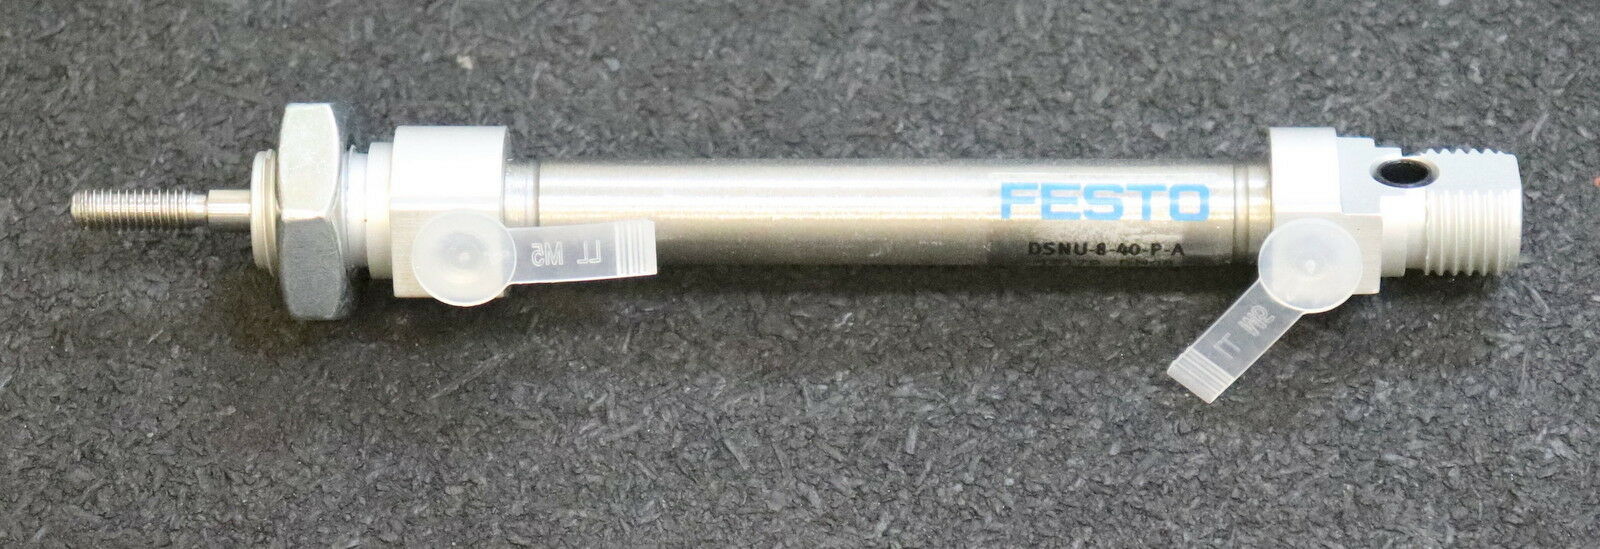 FESTO
DSNU-8-40-P-A
LL M5